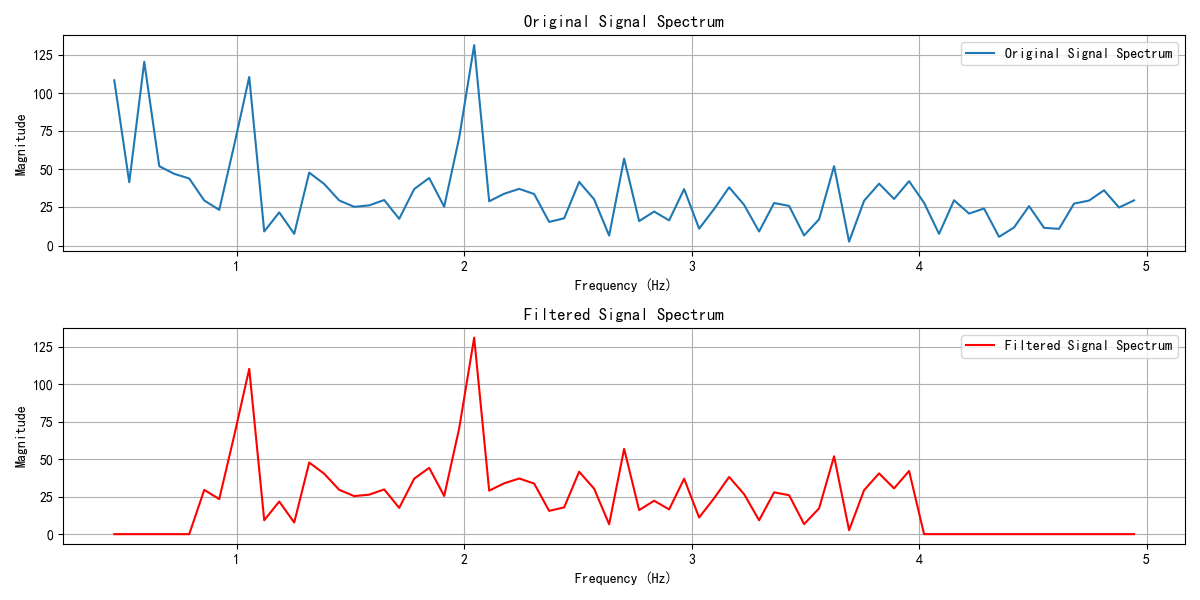 Original Signal Spectrum
Original Signal Spectrum
125
100
75
50
25
0
Magnitude
1 2 3 4 5
Frequency (Hz)
Filtered Signal Spectrum
Filtered Signal Spectrum
125
100
75
50
25
0
Magnitude
1 2 3 4 5
Frequency (Hz)